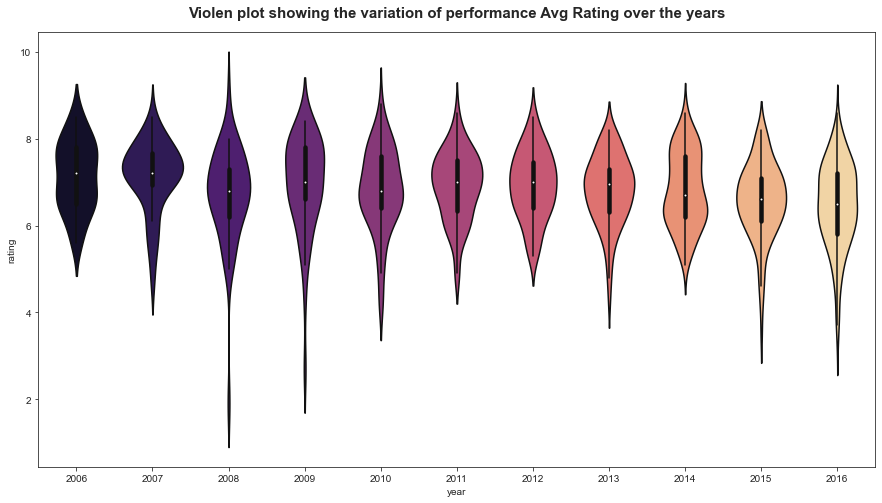 Violen plot showing the variation of performance Avg Rating over the years
rating
10
8
6
4
2
2006 2007 2008 2009 2010 2011 2012 2013 2014 2015 2016
year